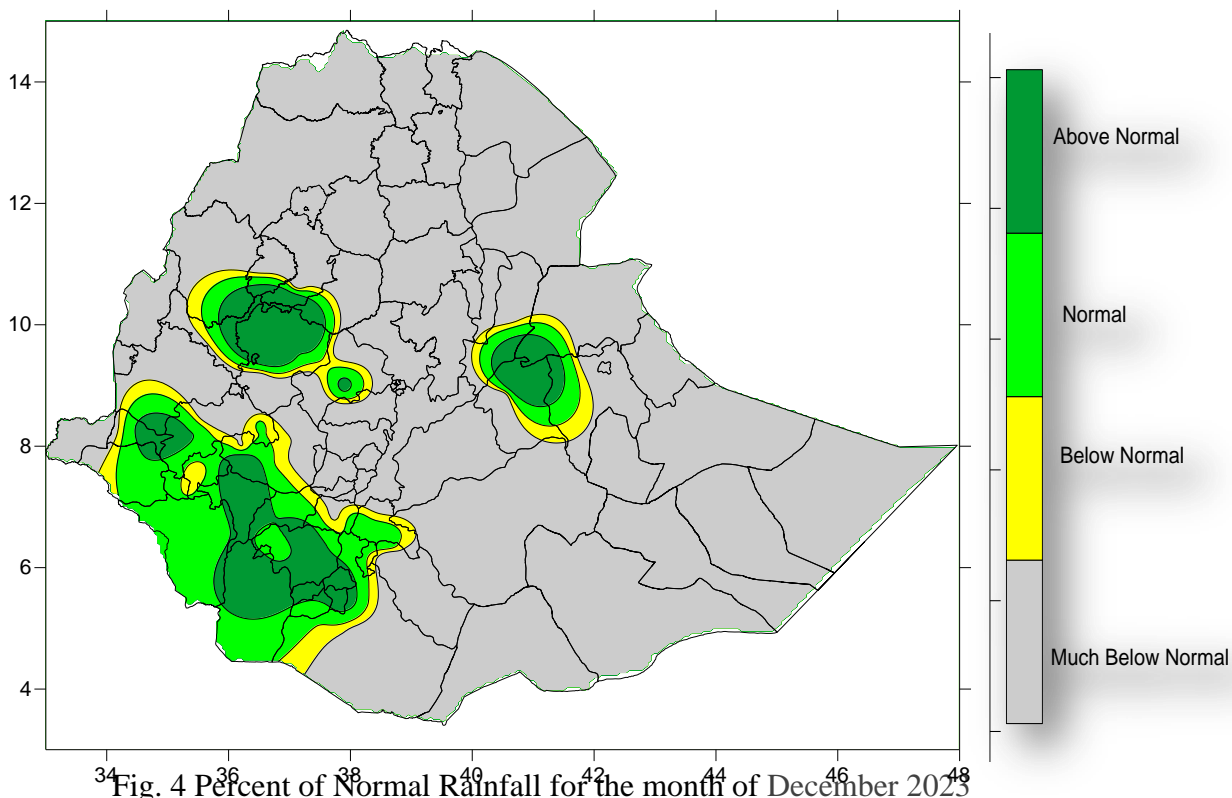 14
12
10
8
6
4
34 36 38 40 42 44 46 48
Above Normal
Normal
Below Normal
Much Below Normal
Fig. 4 Percent of Normal Rainfall for the month of December 2023